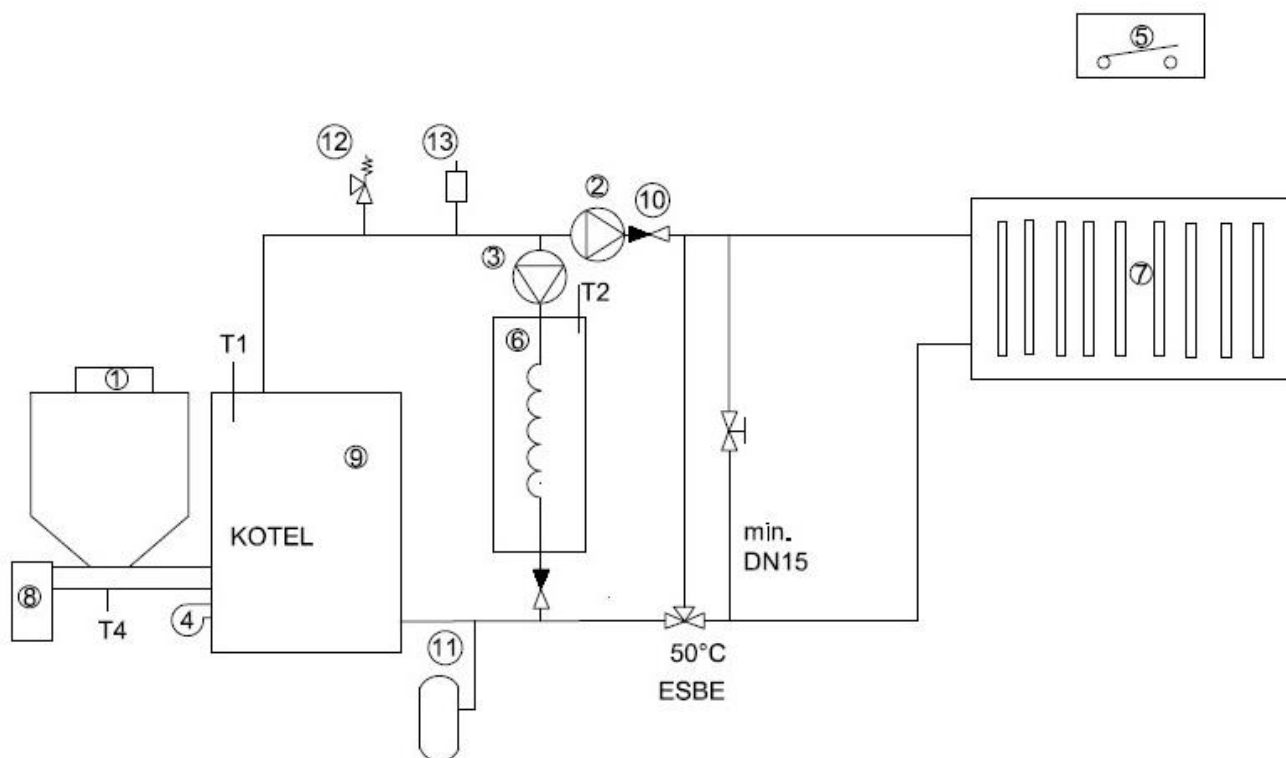 ⑤
⑫
⑬
②
⑩
③
T2
⑦
⑥
T1
①
⑨
KOTEL
min.
DN15
⑧
T4
④
⑪
50°C
ESBE